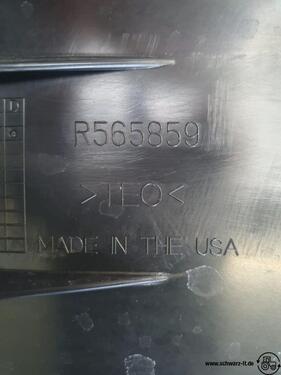 D
R565859
>TEO<
MADE IN THE USA
www.schwarz-lt.de